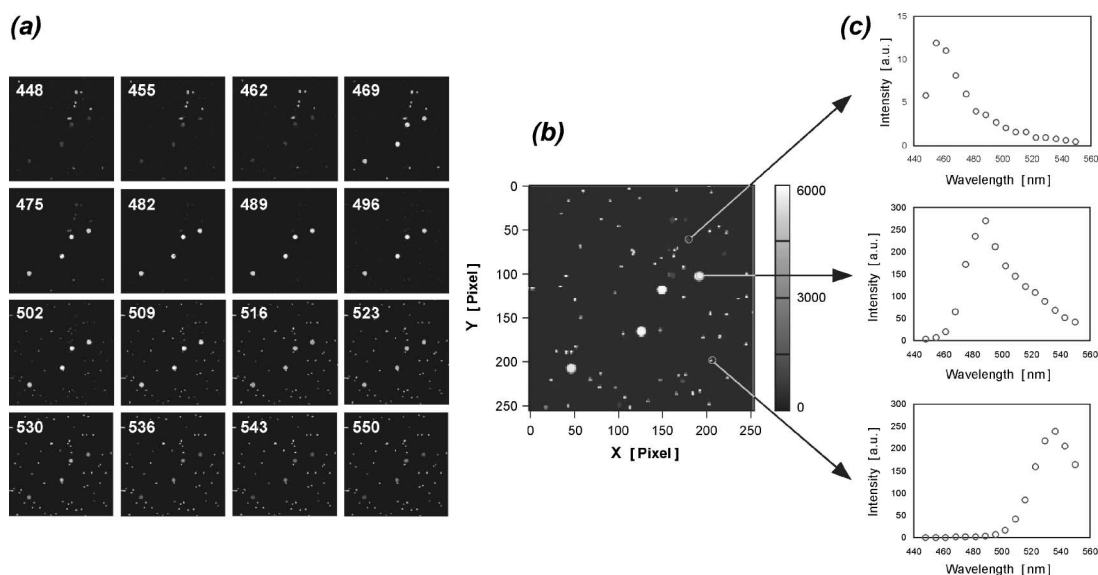 (a)
448 455 462 469
475 482 489 496
502 509 516 523
530 536 543 550
(b)
0
50
100
150
200
250
Y [Pixel]
0 50 100 150 200 250
X [Pixel]
6000
3000
0
(c)
15
10
5
0
Intensity [a.u.]
440 460 480 500 520 540 560
Wavelength [nm]
300
250
200
150
100
50
0
Intensity [a.u.]
440 460 480 500 520 540 560
Wavelength [nm]
300
250
200
150
100
50
0
Intensity [a.u.]
440 460 480 500 520 540 560
Wavelength [nm]